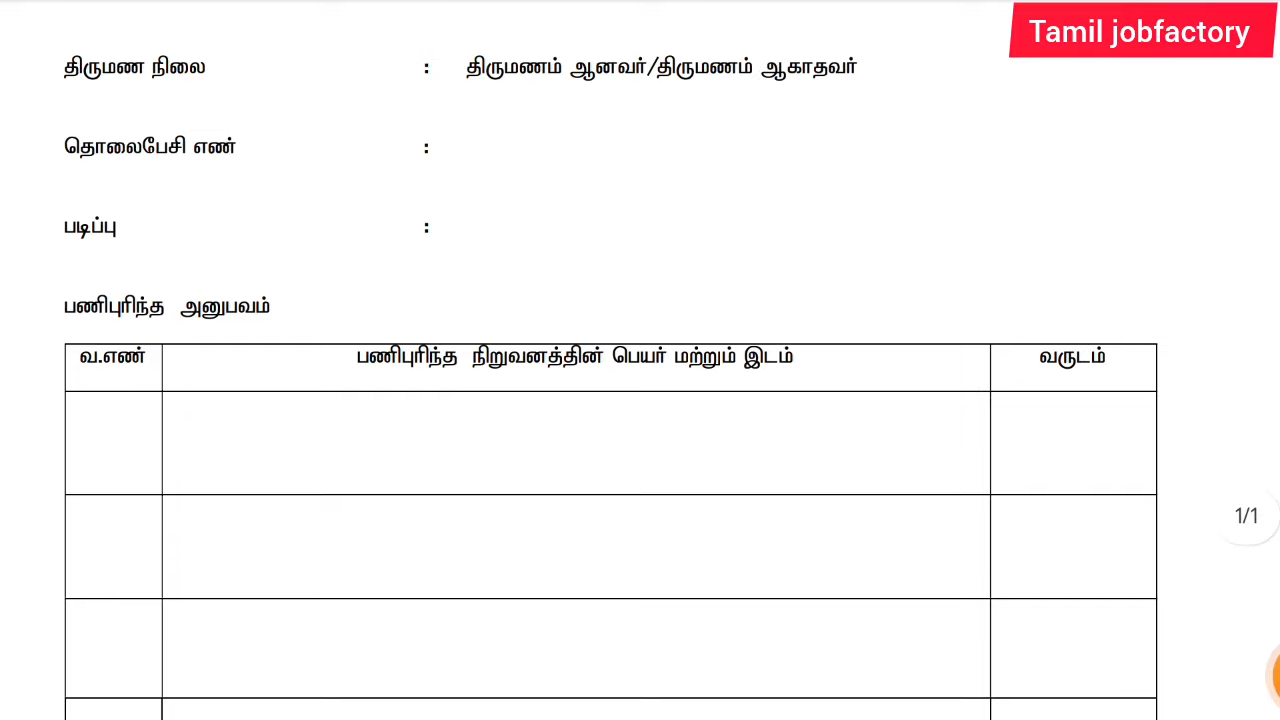 Tamil jobfactory
திருமண நிலை : திருமணம் ஆனவர்/திருமணம் ஆகாதவர்
தொலைபேசி எண் :
படிப்பு :
பணிபுரிந்த அனுபவம்
வ.எண் பணிபுரிந்த நிறுவனத்தின் பெயர் மற்றும் இடம் வருடம்
1/1